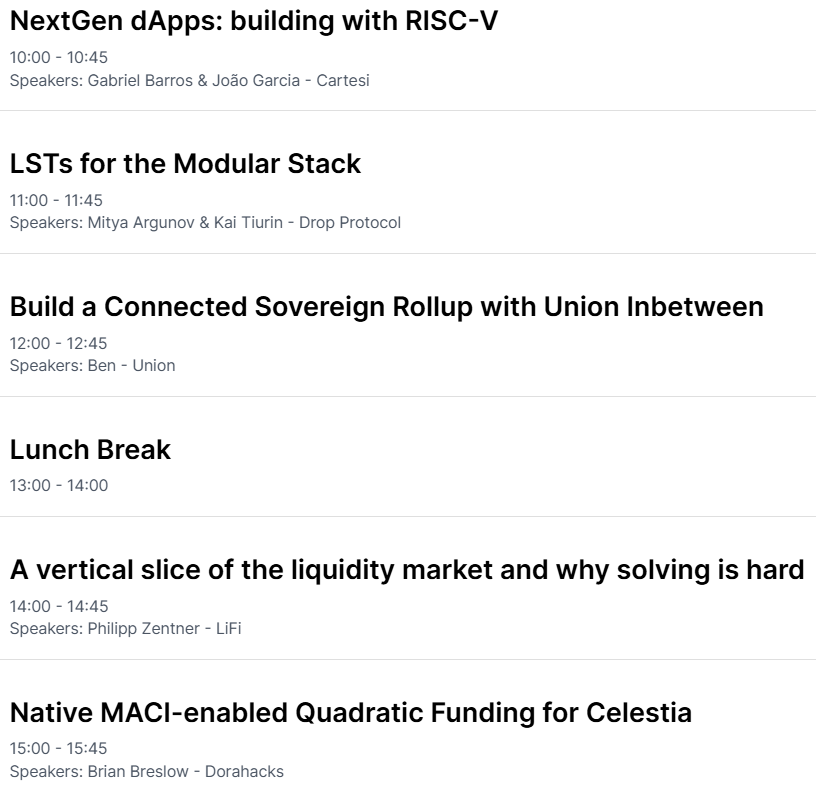 NextGen dApps: building with RISC-V
10:00 - 10:45
Speakers: Gabriel Barros & João Garcia - Cartesi
LSTs for the Modular Stack
11:00 - 11:45
Speakers: Mitya Argunov & Kai Tiurin - Drop Protocol
Build a Connected Sovereign Rollup with Union Inbetween
12:00 - 12:45
Speakers: Ben - Union
Lunch Break
13:00 - 14:00
A vertical slice of the liquidity market and why solving is hard
14:00 - 14:45
Speakers: Philipp Zentner - LiFi
Native MACI-enabled Quadratic Funding for Celestia
15:00 - 15:45
Speakers: Brian Breslow - Dorahacks